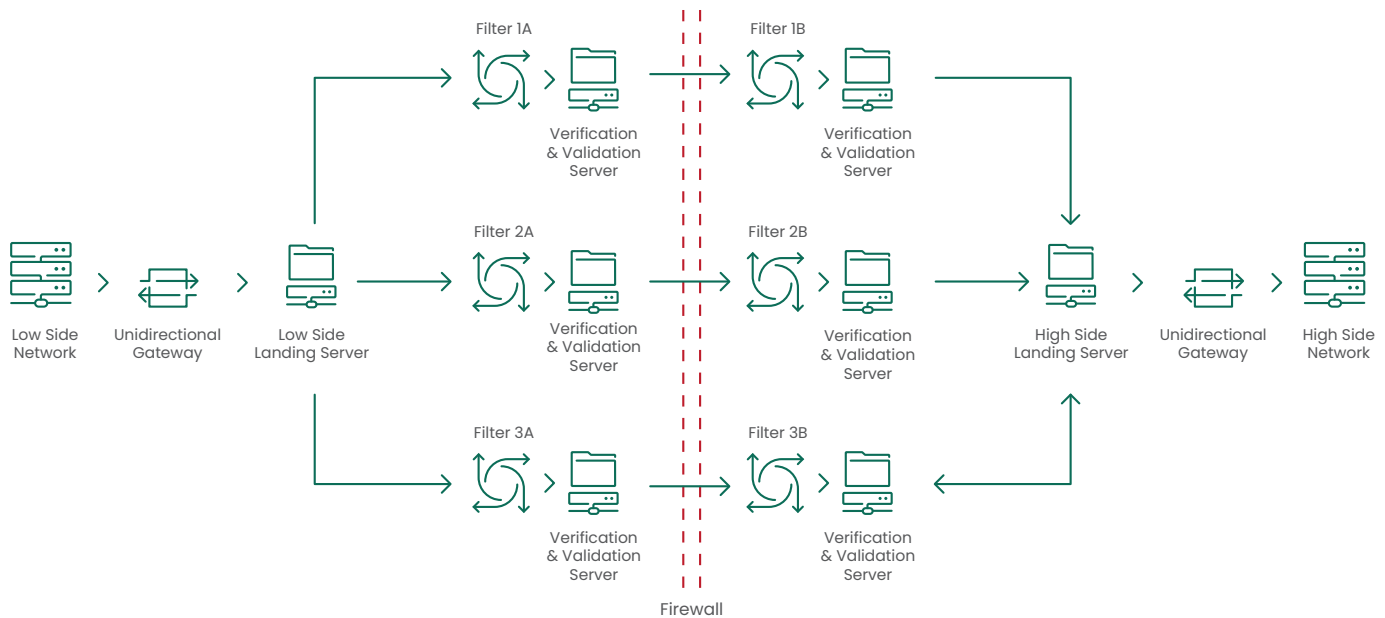 Filter 1A
Filter 1B
Verification
& Validation
Server
Verification
& Validation
Server
Filter 2A
Filter 2B
Low Side
Network
Unidirectional
Gateway
Low Side
Landing Server
Verification
& Validation
Server
Verification
& Validation
Server
High Side
Landing Server
Unidirectional
Gateway
High Side
Network
Filter 3A
Filter 3B
Verification
& Validation
Server
Verification
& Validation
Server
Firewall